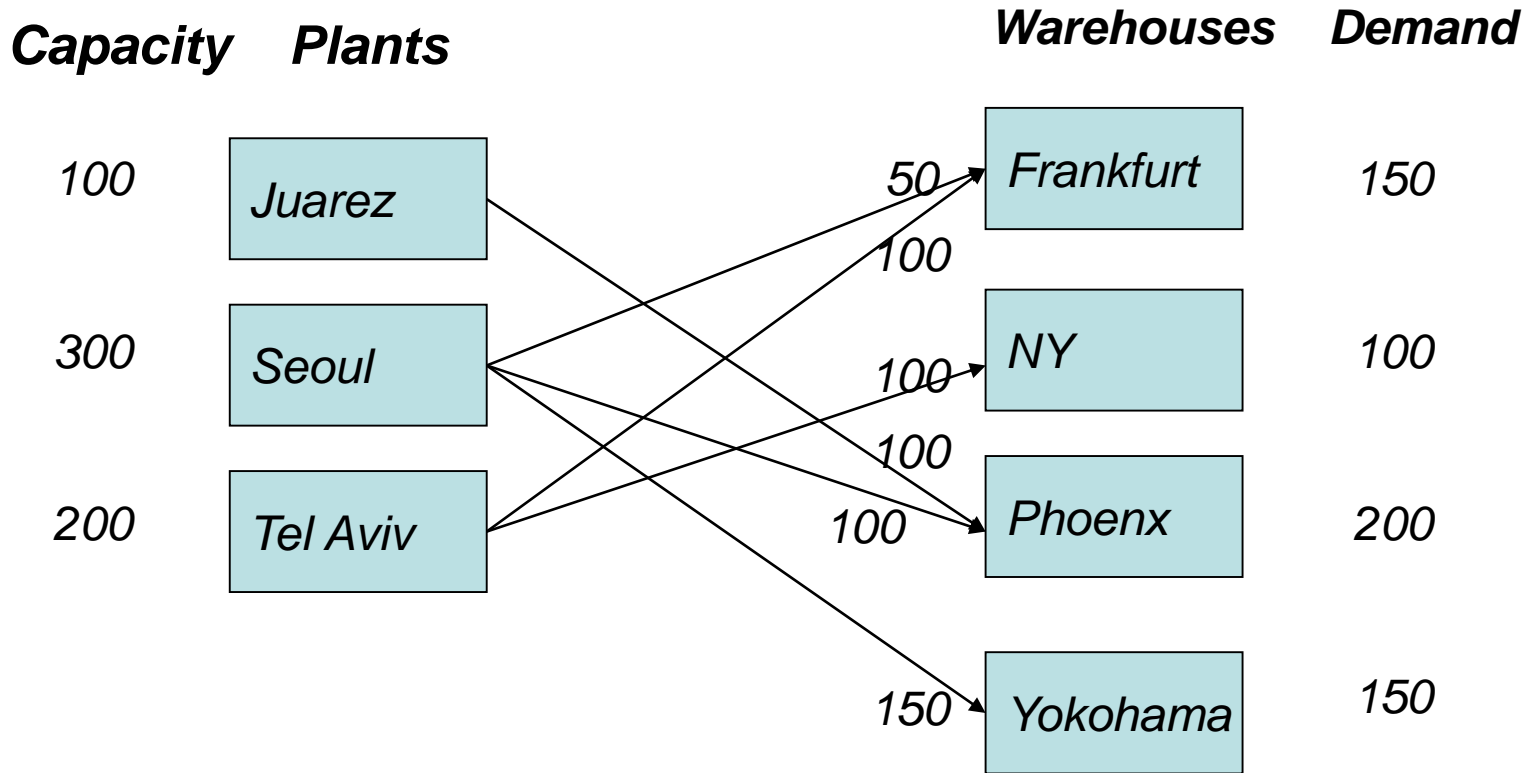 Capacity Plants Warehouses Demand
100 Juarez 50 Frankfurt 150
100
300 Seoul 100 NY 100
100
200 Tel Aviv 100 Phoenx 200
150 Yokohama 150